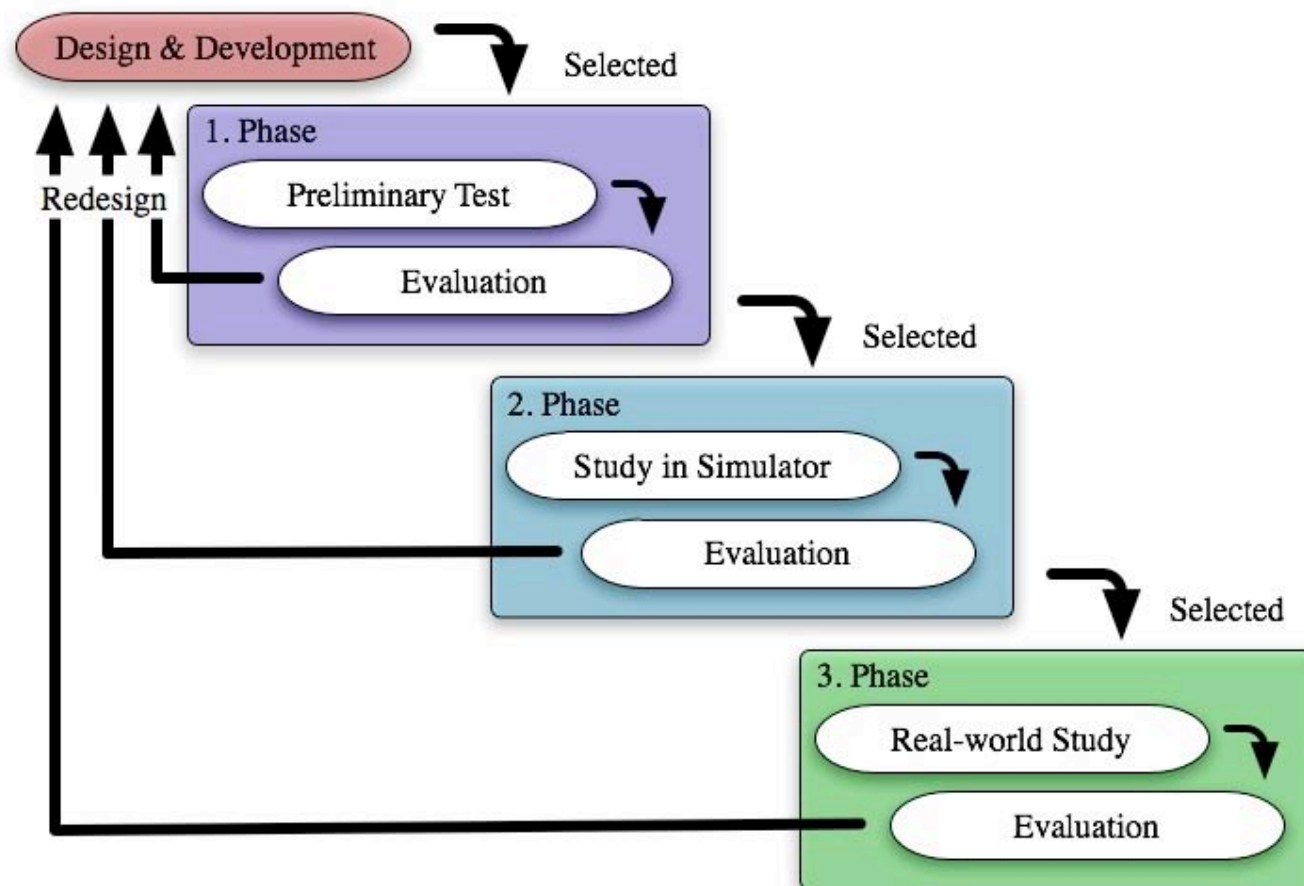 Design & Development
Selected
1. Phase
Preliminary Test
Redesign
Evaluation
Selected
2. Phase
Study in Simulator
Evaluation
Selected
3. Phase
Real-world Study
Evaluation